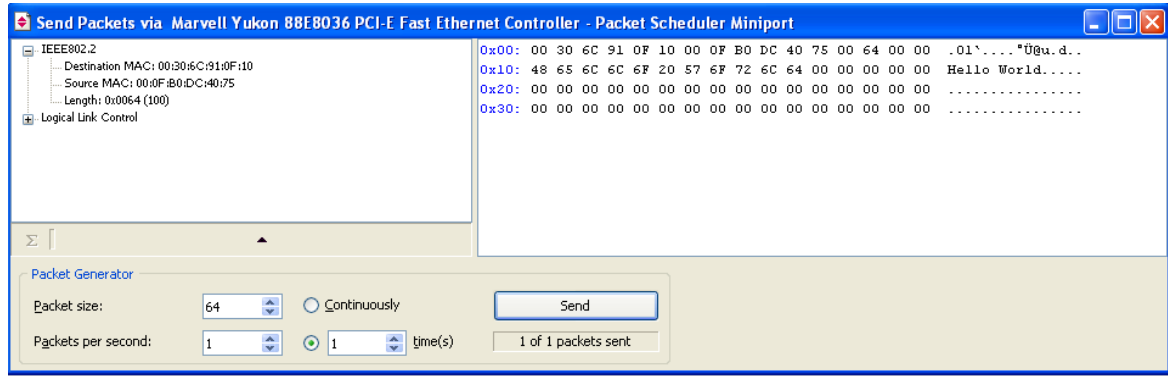 Send Packets via Marvell Yukon 88E8036 PCI-E Fast Ethernet Controller - Packet Scheduler Miniport
IEEE802.2
Destination MAC: 00:30:6C:91:0F:10
Source MAC: 00:0F:B0:DC:40:75
Length: 0x0064 (100)
Logical Link Control
0x00: 00 30 6C 91 0F 10 00 0F B0 DC 40 75 00 64 00 00 .0l`....°Ü@u.d..
0x10: 48 65 6C 6C 6F 20 57 6F 72 6C 64 00 00 00 00 00 Hello World.....
0x20: 00 00 00 00 00 00 00 00 00 00 00 00 00 00 00 00 ................
0x30: 00 00 00 00 00 00 00 00 00 00 00 00 00 00 00 00 ................
Σ
Packet Generator
Packet size: 64 Continuously Send
Packets per second: 1 1 time(s) 1 of 1 packets sent